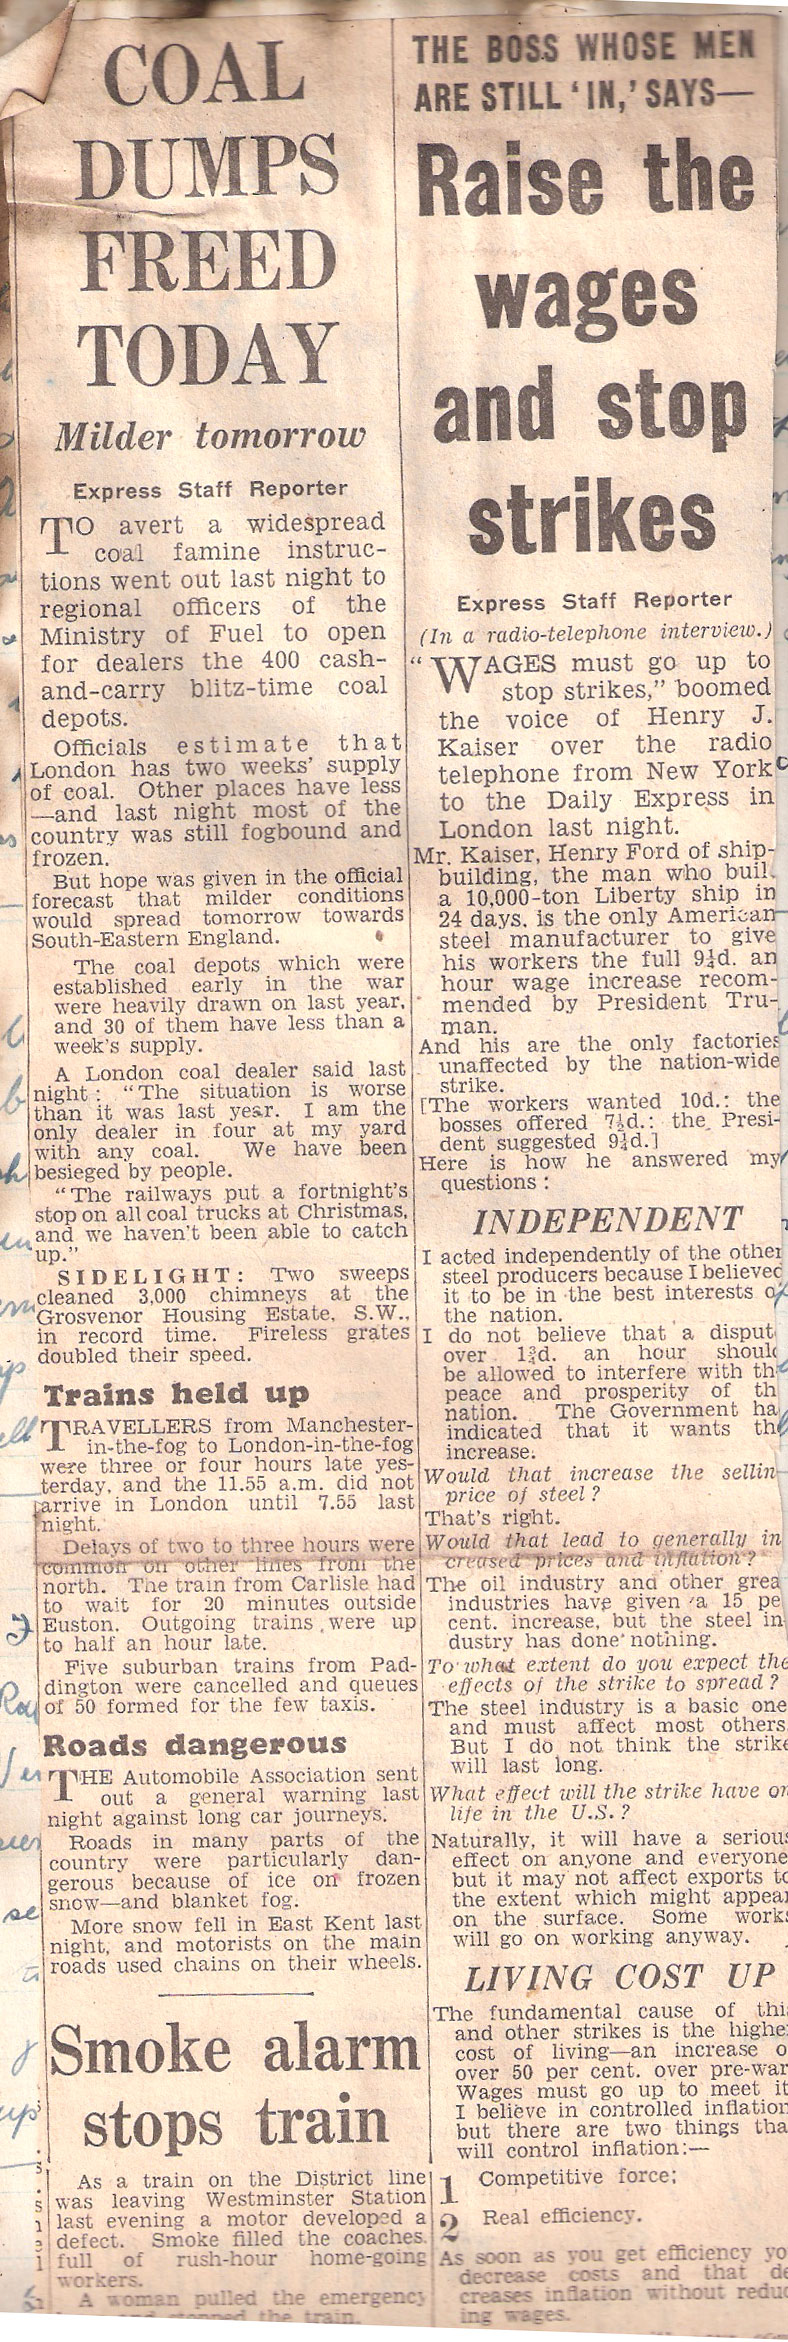 COAL
DUMPS
FREED
TODAY
Milder tomorrow
Express Staff Reporter
TO avert a widespread
coal famine instruc-
tions went out last night to
regional officers of the
Ministry of Fuel to open
for dealers the 400 cash-
and-carry blitz-time coal
depots.
Officials estimate that
London has two weeks' supply
of coal. Other places have less
—and last night most of the
country was still fogbound and
frozen.
But hope was given in the official
forecast that milder conditions
would spread tomorrow towards
South-Eastern England.
The coal depots which were
established early in the war
were heavily drawn on last year,
and 30 of them have less than a
week's supply.
A London coal dealer said last
night: "The situation is worse
than it was last year. I am the
only dealer in four at my yard
with any coal. We have been
besieged by people.
"The railways put a fortnight's
stop on all coal trucks at Christmas,
and we haven't been able to catch
up."
SIDELIGHT: Two sweeps
cleaned 3,000 chimneys at the
Grosvenor Housing Estate, S.W.,
in record time. Fireless grates
doubled their speed.
Trains held up
TRAVELLERS from Manchester-
in-the-fog to London-in-the-fog
were three or four hours late yes-
terday, and the 11.55 a.m. did not
arrive in London until 7.55 last
night.
Delays of two to three hours were
common on other lines from the
north. The train from Carlisle had
to wait for 20 minutes outside
Euston. Outgoing trains were up
to half an hour late.
Five suburban trains from Pad-
dington were cancelled and queues
of 50 formed for the few taxis.
Roads dangerous
THE Automobile Association sent
out a general warning last
night against long car journeys.
Roads in many parts of the
country were particularly dan-
gerous because of ice on frozen
snow—and blanket fog.
More snow fell in East Kent last
night, and motorists on the main
roads used chains on their wheels.
Smoke alarm
stops train
As a train on the District line
was leaving Westminster Station
last evening a motor developed a
defect. Smoke filled the coaches,
full of rush-hour home-going
workers.
A woman pulled the emergency
and stopped the train.
THE BOSS WHOSE MEN
ARE STILL 'IN,' SAYS—
Raise the
wages
and stop
strikes
Express Staff Reporter
(In a radio-telephone interview.)
"WAGES must go up to
stop strikes," boomed
the voice of Henry J.
Kaiser over the radio
telephone from New York
to the Daily Express in
London last night.
Mr. Kaiser, Henry Ford of ship-
building, the man who buil
a 10,000-ton Liberty ship in
24 days, is the only American
steel manufacturer to give
his workers the full 9¼d. an
hour wage increase recom-
mended by President Tru-
man.
And his are the only factories
unaffected by the nation-wide
strike.
[The workers wanted 10d.: the
bosses offered 7½d.: the Presi-
dent suggested 9¼d.]
Here is how he answered my
questions:
INDEPENDENT
I acted independently of the other
steel producers because I believed
it to be in the best interests of
the nation.
I do not believe that a disput
over 1¾d. an hour shoul
be allowed to interfere with th
peace and prosperity of th
nation. The Government ha
indicated that it wants th
increase.
Would that increase the sellin
price of steel?
That's right.
Would that lead to generally in
creased prices and inflation?
The oil industry and other grea
industries have given a 15 pe
cent. increase, but the steel in
dustry has done nothing.
To what extent do you expect the
effects of the strike to spread?
The steel industry is a basic one
and must affect most others.
But I do not think the strike
will last long.
What effect will the strike have on
life in the U.S.?
Naturally, it will have a serious
effect on anyone and everyone
but it may not affect exports to
the extent which might appear
on the surface. Some works
will go on working anyway.
LIVING COST UP
The fundamental cause of thi
and other strikes is the highe
cost of living—an increase o
over 50 per cent. over pre-war
Wages must go up to meet it
I believe in controlled inflation
but there are two things tha
will control inflation:—
1 Competitive force;
2 Real efficiency.
As soon as you get efficiency yo
decrease costs and that de
creases inflation without reduc
ing wages.